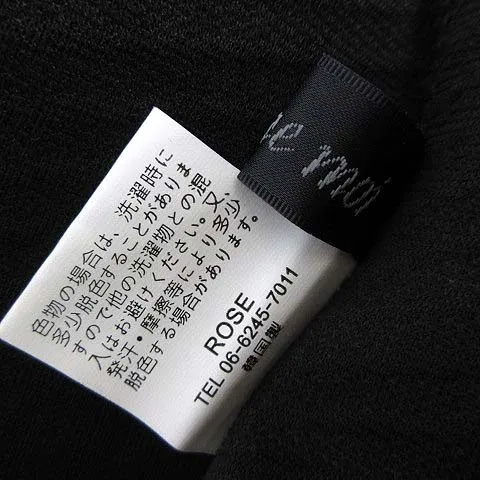 ue moi
色物の場合は、洗濯時に
多少脱色することがありま
すので他の洗濯物との混
入はお避けください。又、
発汗・摩擦等により多少
脱色する場合があります。
ROSE
TEL 06-6245-7011
韓国製